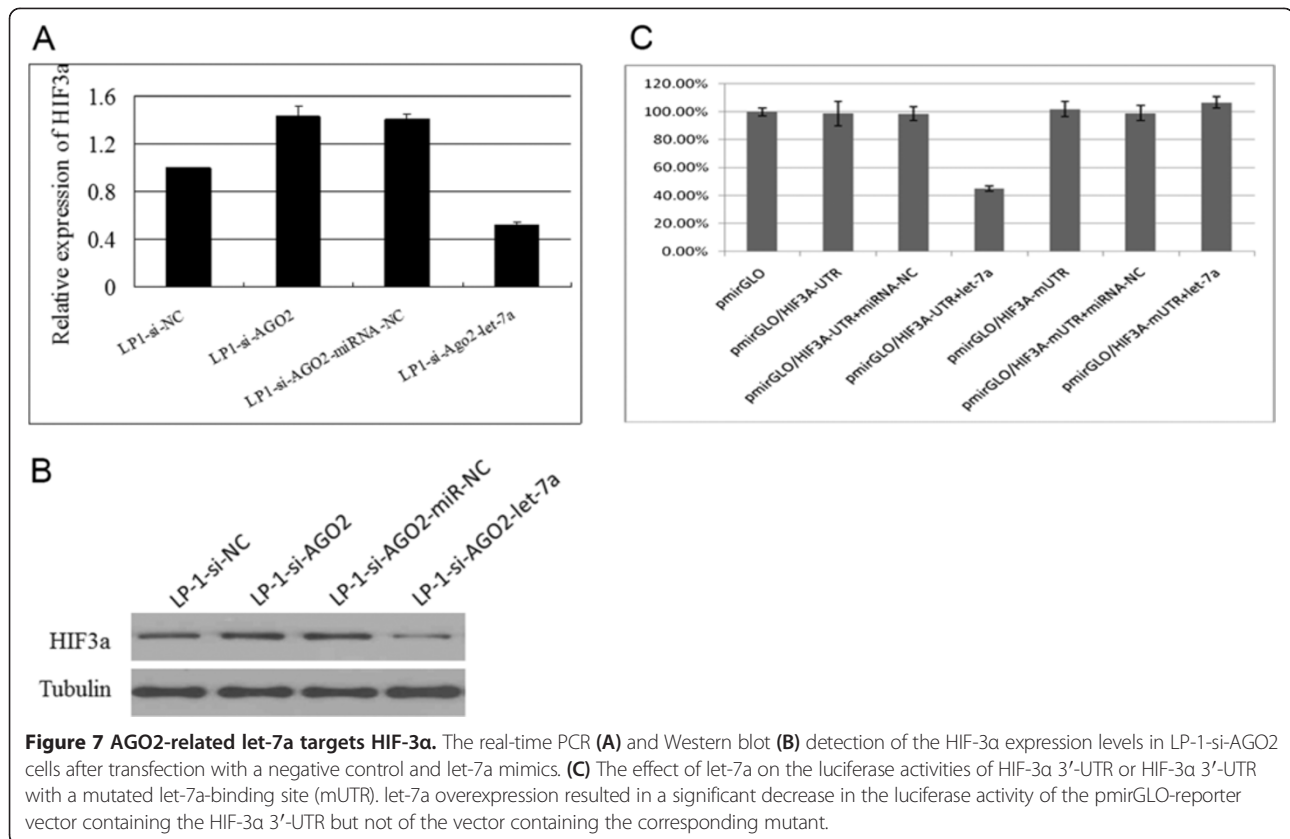 A
Relative expression of HIF3a
1.6
1.2
0.8
0.4
0
LP1-si-NC
LP1-si-AGO2
LP1-si-AGO2-miRNA-NC
LP1-si-Ago2-let-7a
C
120.00%
100.00%
80.00%
60.00%
40.00%
20.00%
0.00%
pmirGLO
pmirGLO/HIF3A-UTR
pmirGLO/HIF3A-UTR+miRNA-NC
pmirGLO/HIF3A-UTR+let-7a
pmirGLO/HIF3A-mUTR
pmirGLO/HIF3A-mUTR+miRNA-NC
pmirGLO/HIF3A-mUTR+let-7a
B
LP-1-si-NC
LP-1-si-AGO2
LP-1-si-AGO2-miR-NC
LP-1-si-AGO2-let-7a
HIF3a
Tubulin
Figure 7 AGO2-related let-7a targets HIF-3α. The real-time PCR (A) and Western blot (B) detection of the HIF-3α expression levels in LP-1-si-AGO2
cells after transfection with a negative control and let-7a mimics. (C) The effect of let-7a on the luciferase activities of HIF-3α 3′-UTR or HIF-3α 3′-UTR
with a mutated let-7a-binding site (mUTR). let-7a overexpression resulted in a significant decrease in the luciferase activity of the pmirGLO-reporter
vector containing the HIF-3α 3′-UTR but not of the vector containing the corresponding mutant.